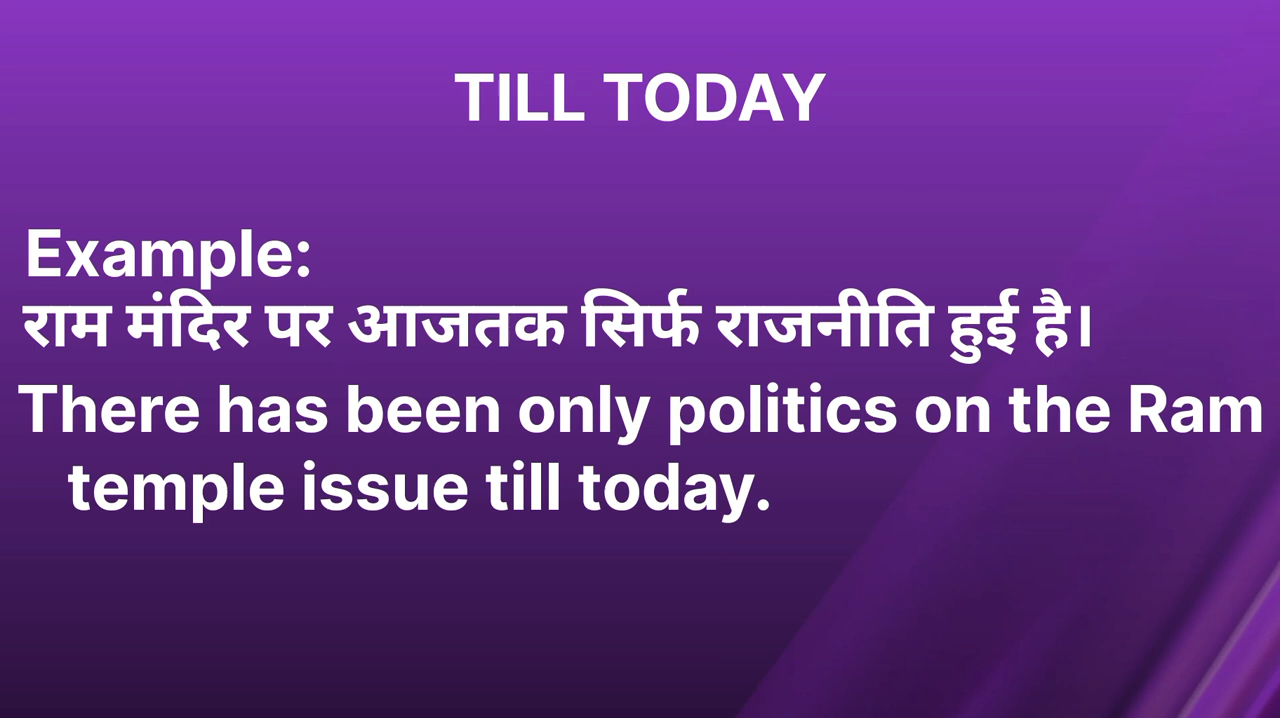 TILL TODAY
Example:
राम मंदिर पर आजतक सिर्फ राजनीति हुई है।
There has been only politics on the Ram
temple issue till today.